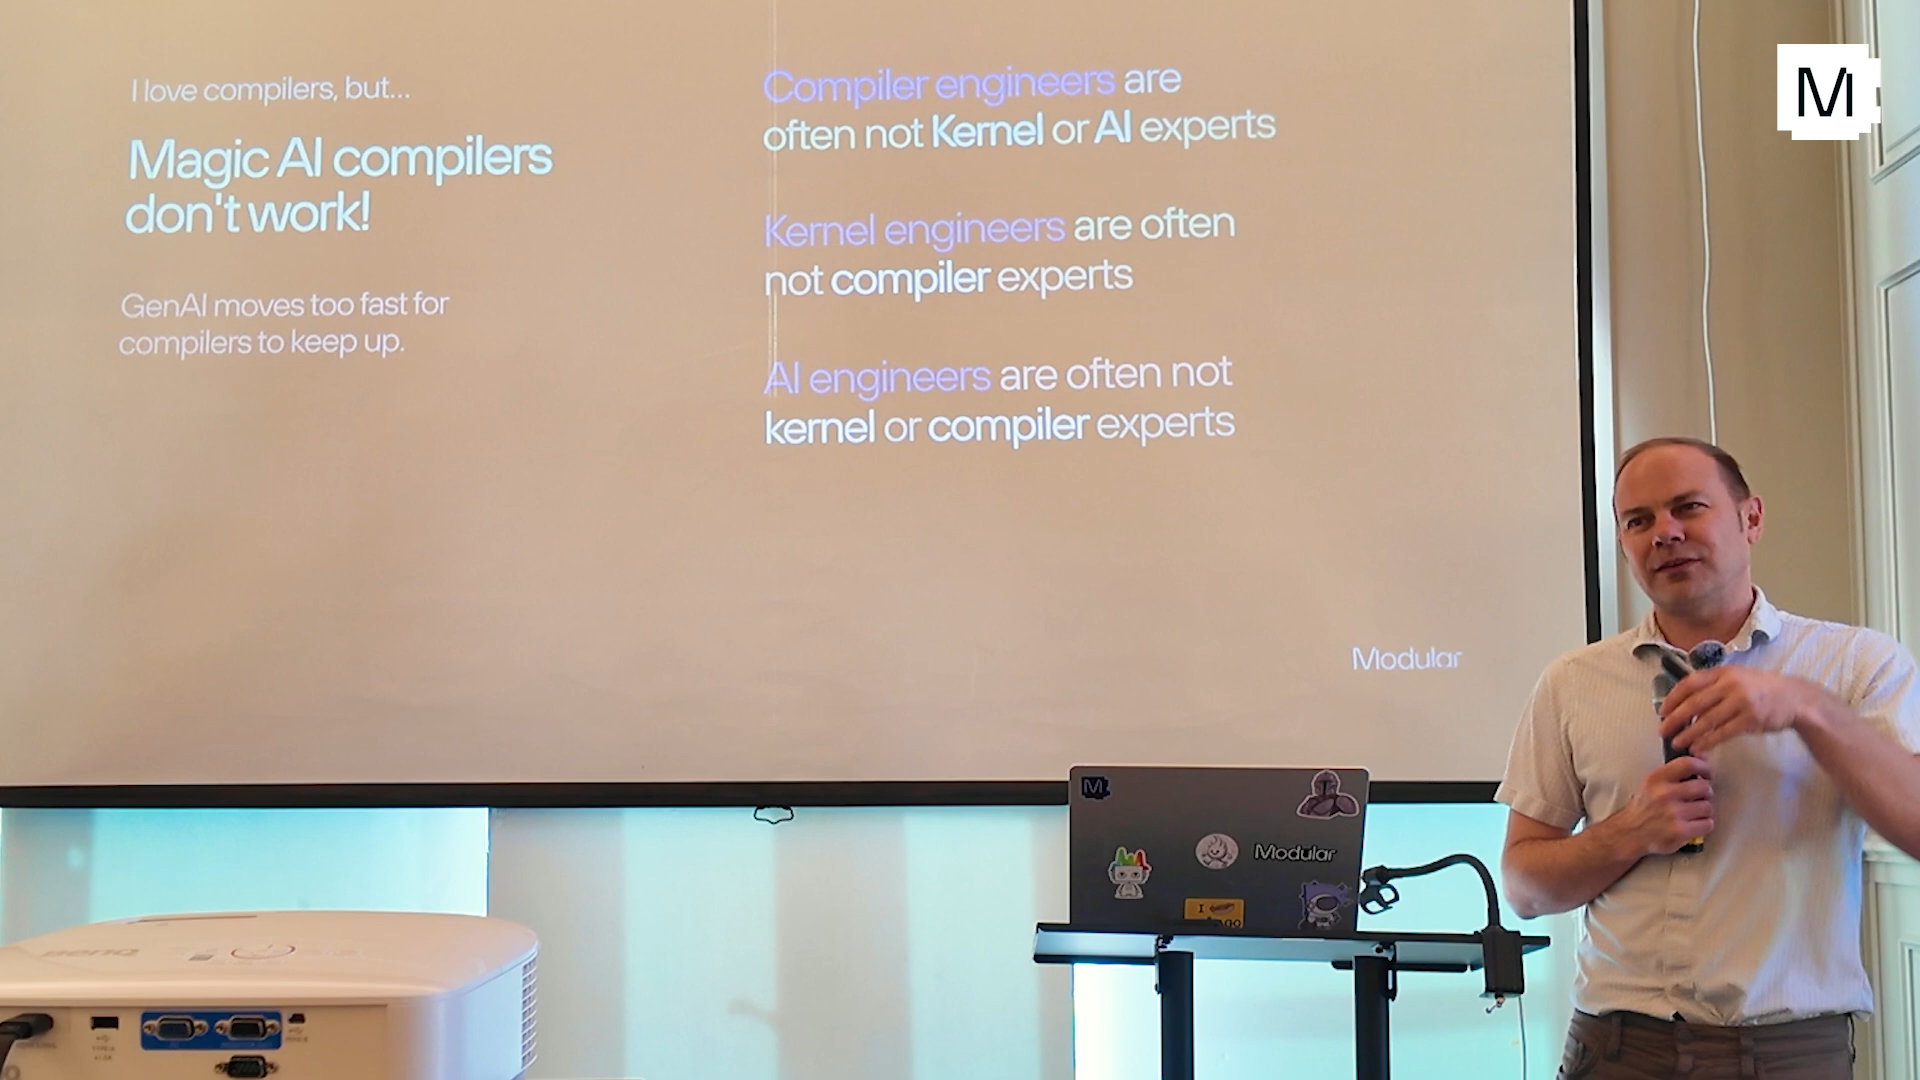 I love compilers, but...
Magic AI compilers
don't work!
GenAI moves too fast for
compilers to keep up.
Compiler engineers are
often not Kernel or AI experts
Kernel engineers are often
not compiler experts
AI engineers are often not
kernel or compiler experts
Modular
M
M
Modular
I
GO
BenQ